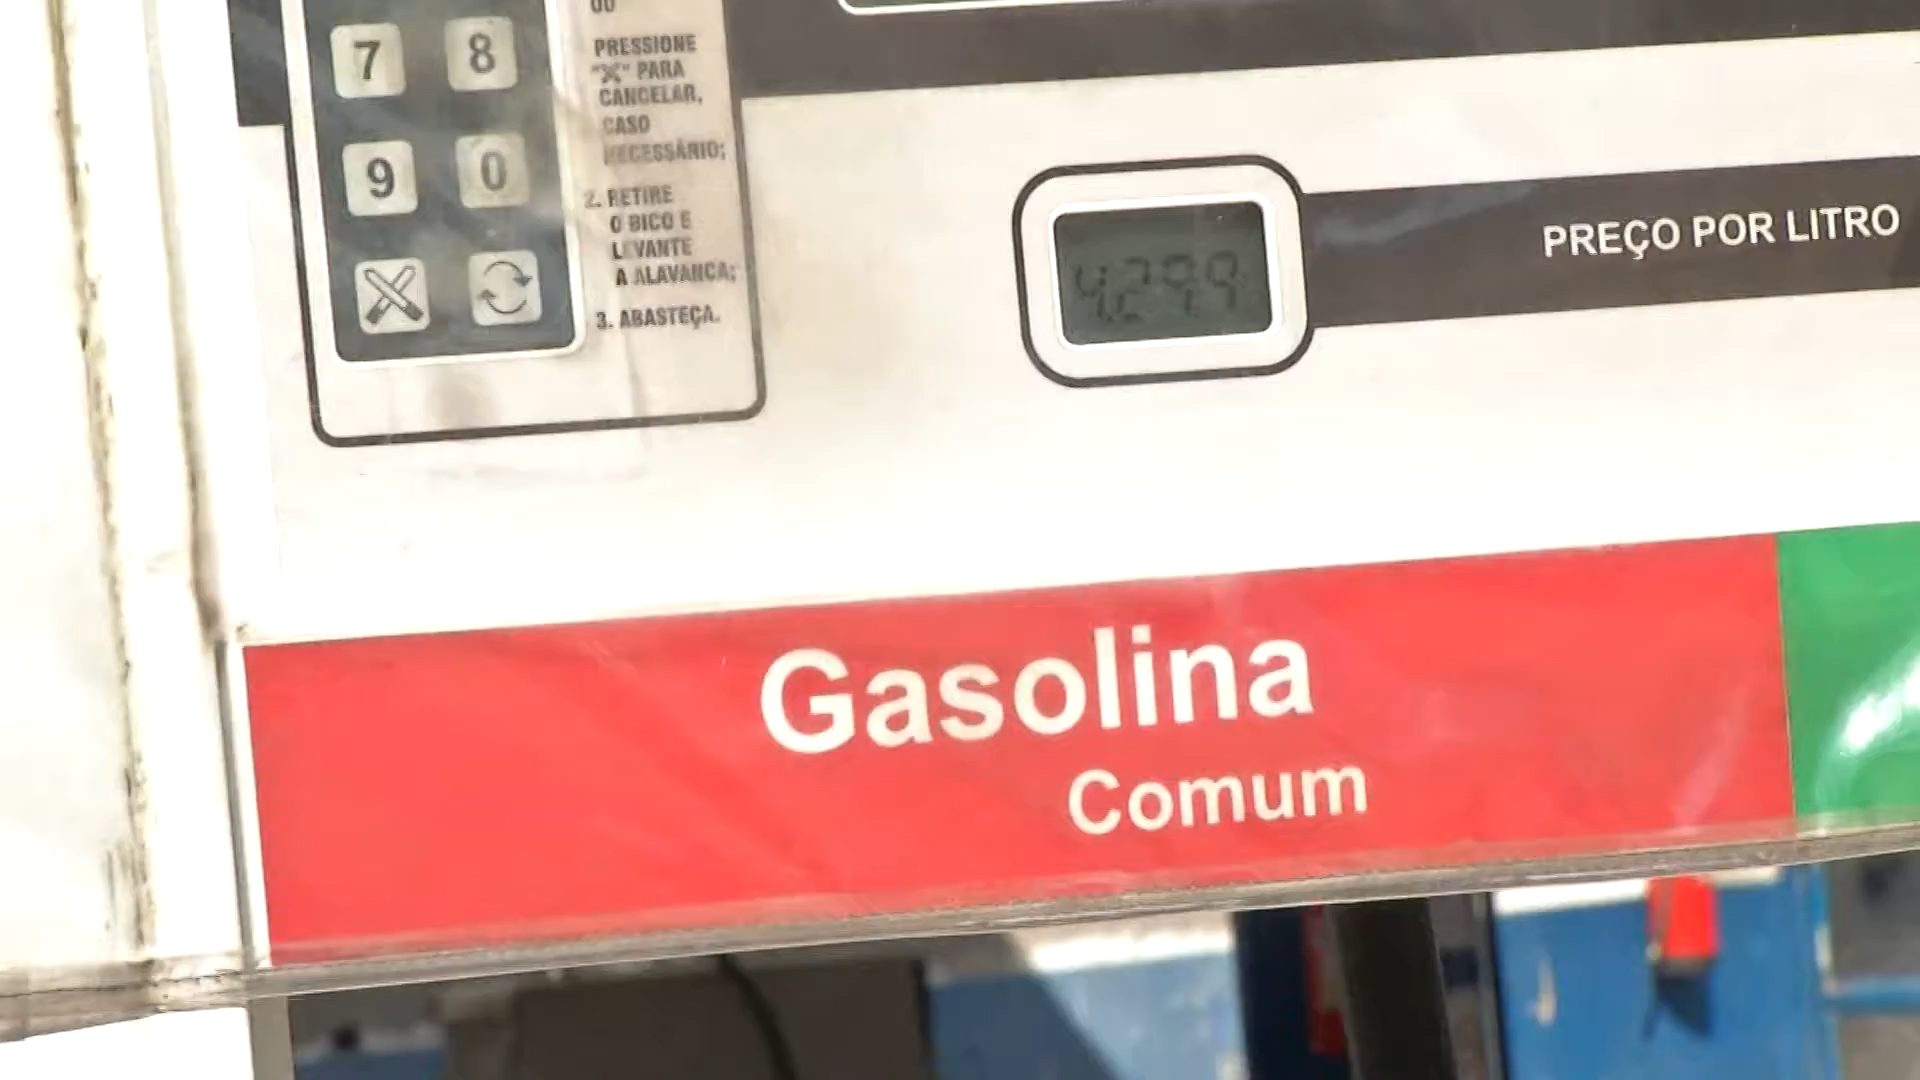 7 8
9 0
OU
PRESSIONE
"X" PARA
CANCELAR,
CASO
NECESSÁRIO;
2. RETIRE
O BICO E
LEVANTE
A ALAVANCA;
3. ABASTEÇA.
4.299
PREÇO POR LITRO
Gasolina
Comum